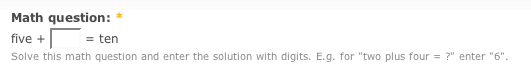 Math question: *
five + = ten
Solve this math question and enter the solution with digits. E.g. for "two plus four = ?" enter "6".